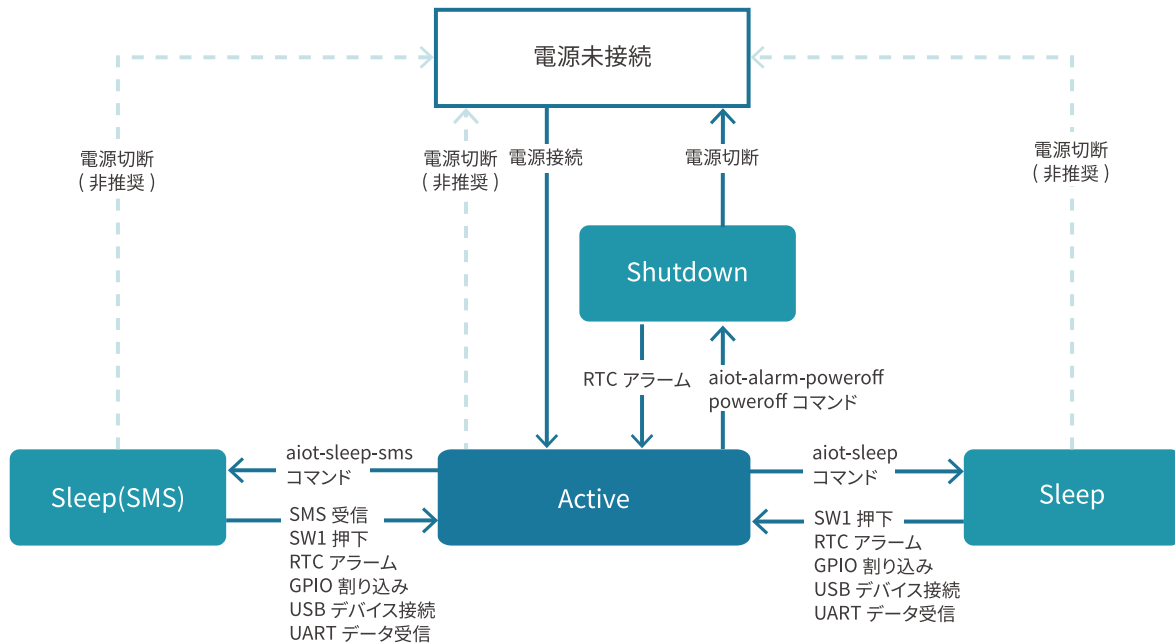 電源未接続
電源切断
( 非推奨 )
電源切断
( 非推奨 )
電源接続
電源切断
電源切断
( 非推奨 )
Shutdown
RTC アラーム
aiot-alarm-poweroff
poweroff コマンド
aiot-sleep-sms
コマンド
aiot-sleep
コマンド
Sleep(SMS)
Active
Sleep
SMS 受信
SW1 押下
RTC アラーム
GPIO 割り込み
USB デバイス接続
UART データ受信
SW1 押下
RTC アラーム
GPIO 割り込み
USB デバイス接続
UART データ受信